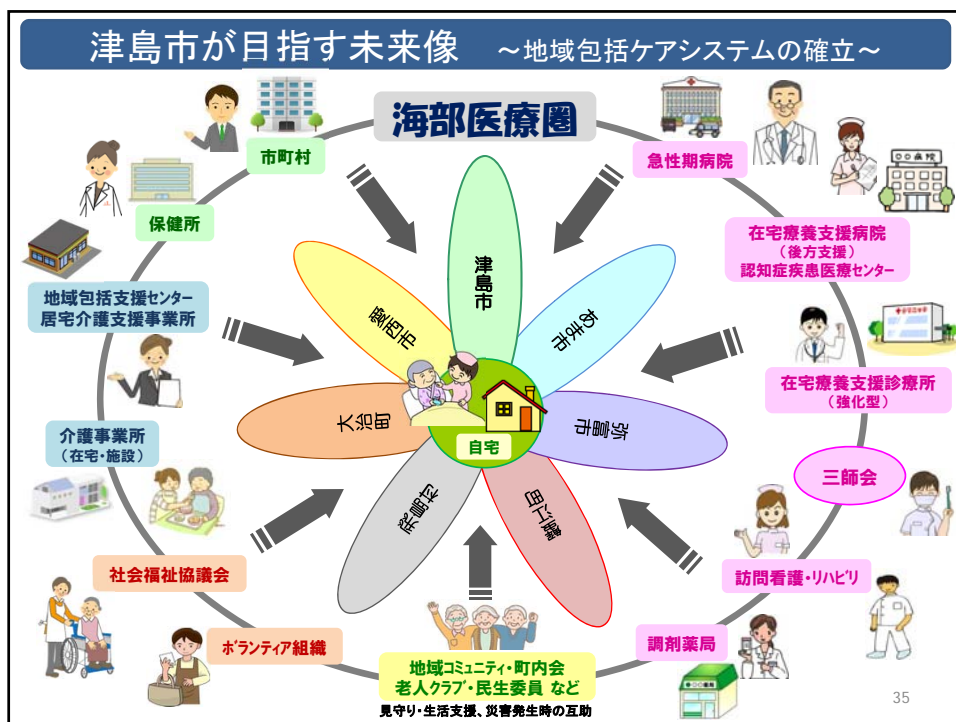 津島市が目指す未来像 ～地域包括ケアシステムの確立～
海部医療圏
市町村
保健所
地域包括支援センター
居宅介護支援事業所
介護事業所
（在宅・施設）
社会福祉協議会
ボランティア組織
地域コミュニティ・町内会
老人クラブ・民生委員 など
見守り・生活支援、災害発生時の互助
急性期病院
〇〇病院
在宅療養支援病院
（後方支援）
認知症疾患医療センター
在宅療養支援診療所
（強化型）
三師会
訪問看護・リハビリ
調剤薬局
津島市
あま市
弥富市
蟹江町
飛島村
大治町
愛西市
自宅
35